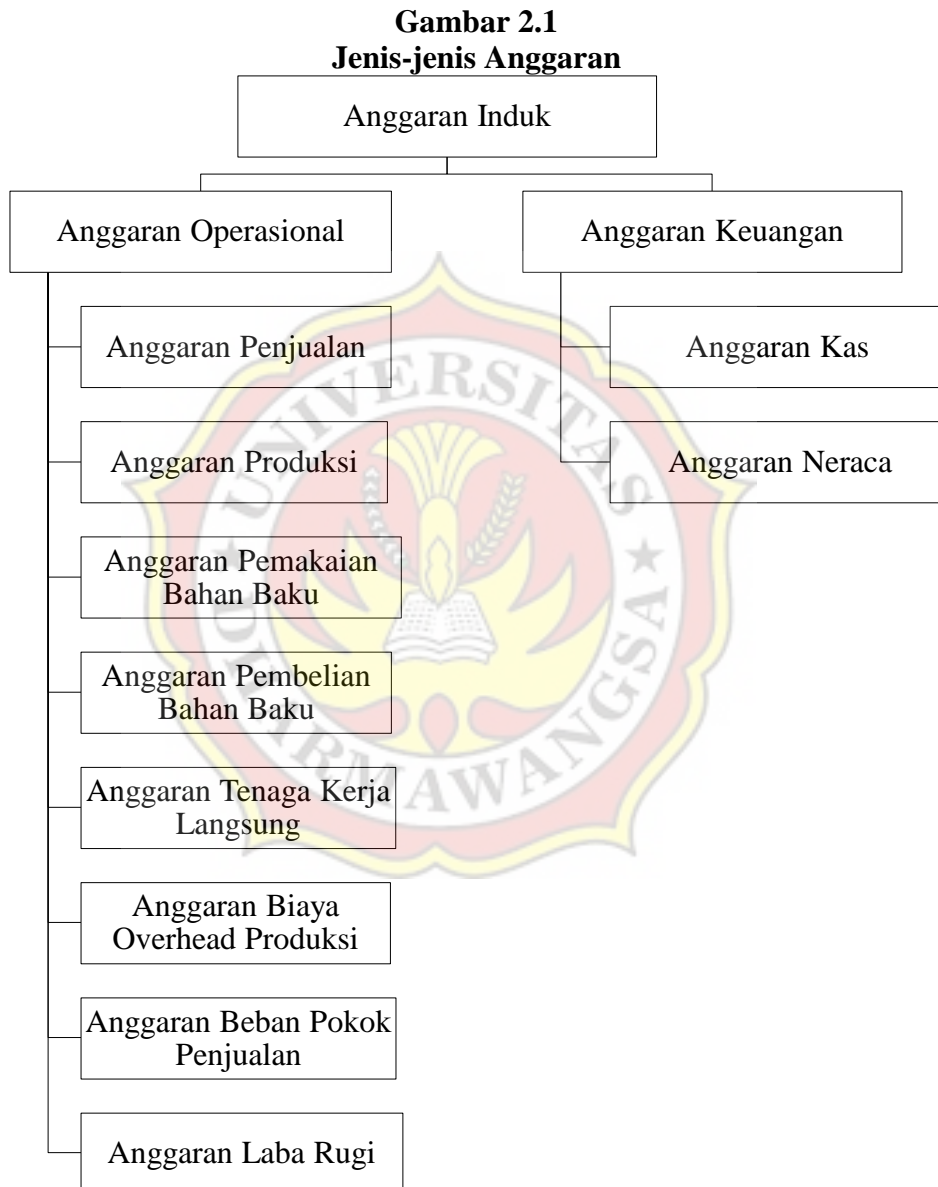 Gambar 2.1
Jenis-jenis Anggaran
Anggaran Induk
Anggaran Operasional
Anggaran Keuangan
Anggaran Penjualan
Anggaran Kas
Anggaran Produksi
Anggaran Neraca
Anggaran Pemakaian
Bahan Baku
Anggaran Pembelian
Bahan Baku
Anggaran Tenaga Kerja
Langsung
Anggaran Biaya
Overhead Produksi
Anggaran Beban Pokok
Penjualan
Anggaran Laba Rugi
UNIVERSITAS
DHARMAWANGSA